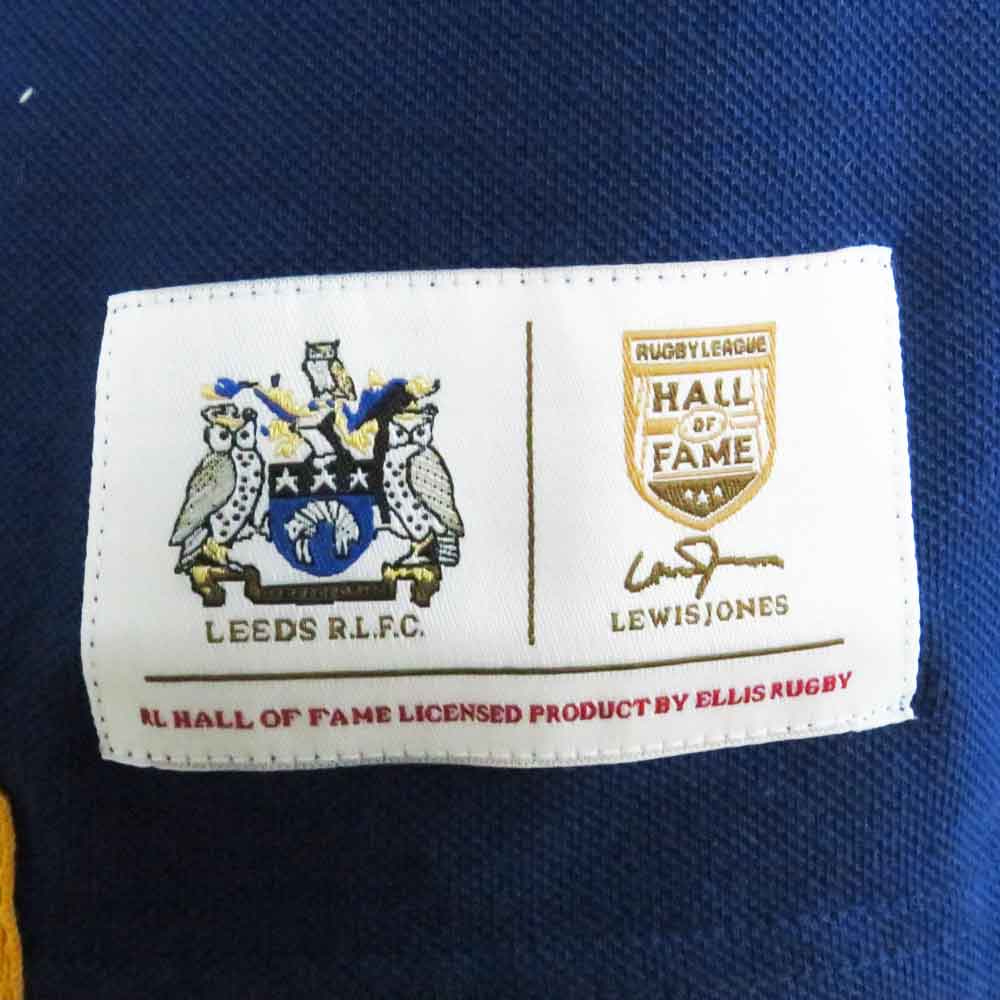 LEEDS R.L.F.C.
RUGBY LEAGUE
HALL
OF
FAME
LEWIS JONES
RL HALL OF FAME LICENSED PRODUCT BY ELLIS RUGBY